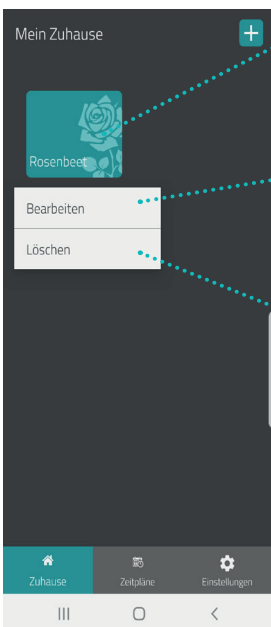 Mein Zuhause
Rosenbeet
Bearbeiten
Löschen
Zuhause
Zeitpläne
Einstellungen